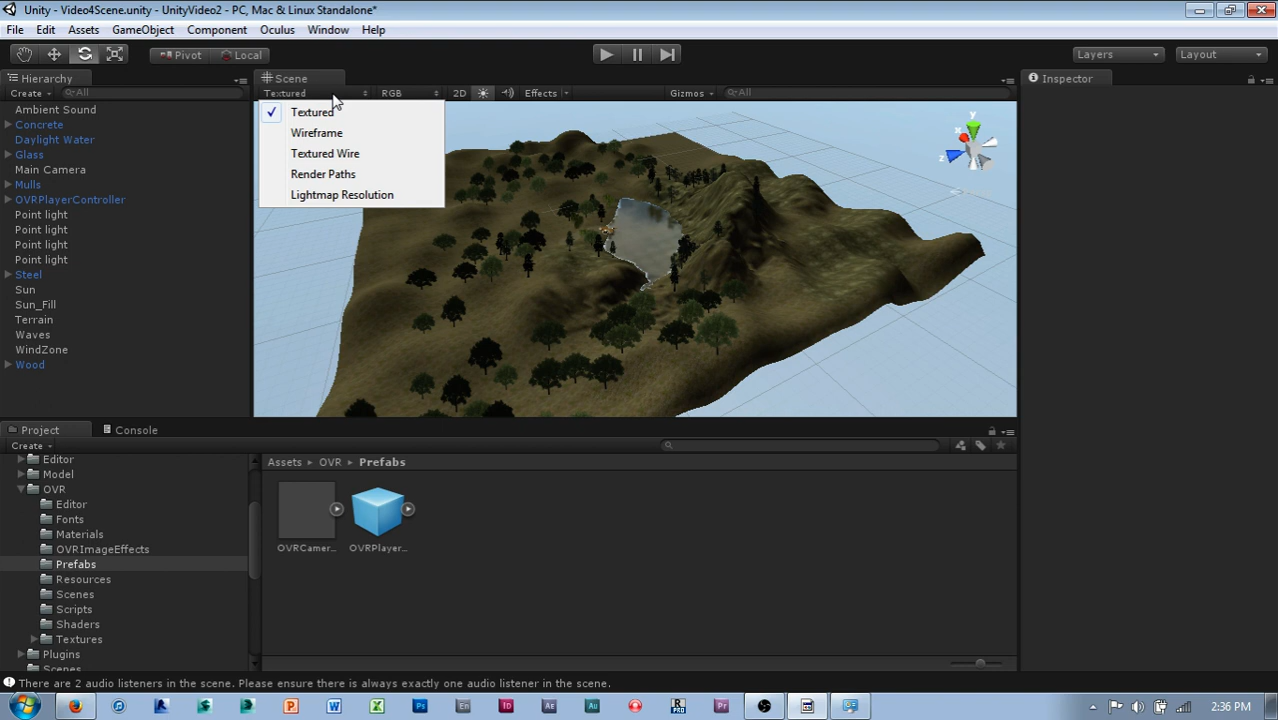 Unity - Video4Scene.unity - UnityVideo2 - PC, Mac & Linux Standalone*
File Edit Assets GameObject Component Oculus Window Help
Pivot Local Layers Layout
Hierarchy
Create All
Ambient Sound
Concrete
Daylight Water
Glass
Main Camera
Mulls
OVRPlayerController
Point light
Point light
Point light
Point light
Steel
Sun
Sun_Fill
Terrain
Waves
WindZone
Wood
Scene
Textured RGB 2D Effects Gizmos All
Textured
Wireframe
Textured Wire
Render Paths
Lightmap Resolution
y
x
z
Inspector
Project Console
Create
Editor
Model
OVR
Editor
Fonts
Materials
OVRImageEffects
Prefabs
Resources
Scenes
Scripts
Shaders
Textures
Plugins
Scenes
Assets OVR Prefabs
OVRCamer... OVRPlayer...
There are 2 audio listeners in the scene. Please ensure there is always exactly one audio listener in the scene.
2:36 PM